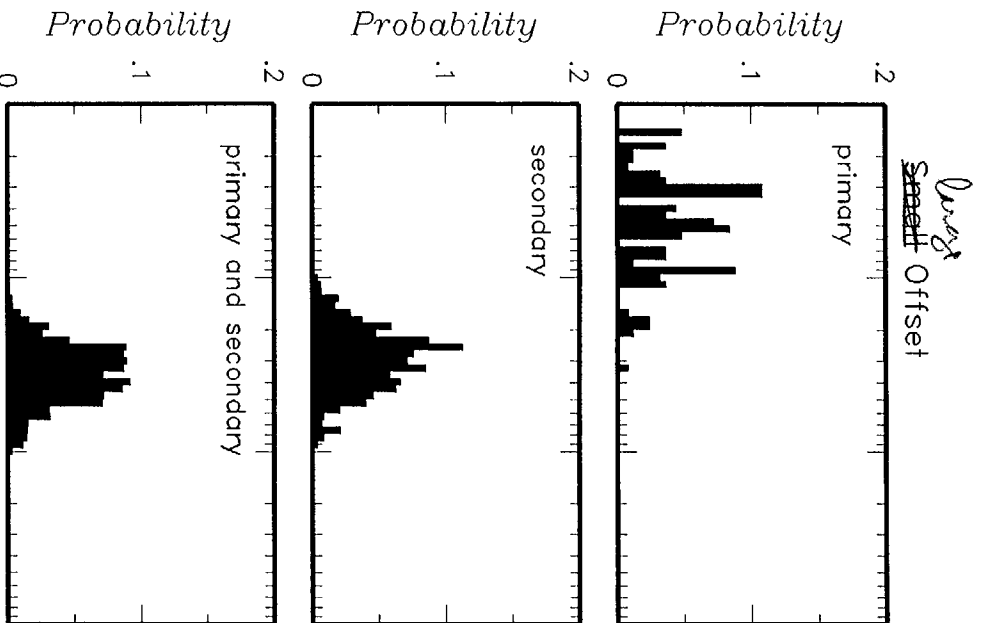 large
Small Offset
primary
Probability
0
.1
.2
secondary
Probability
0
.1
.2
primary and secondary
Probability
0
.1
.2